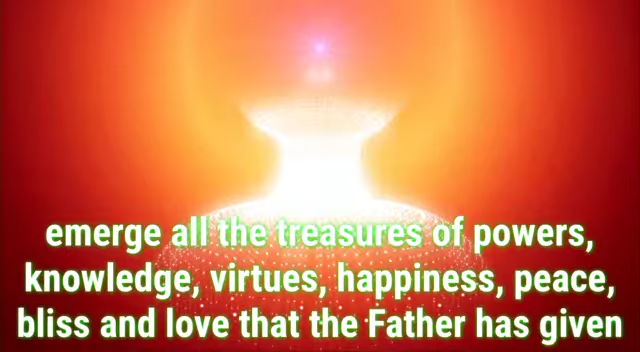 emerge all the treasures of powers,
knowledge, virtues, happiness, peace,
bliss and love that the Father has given